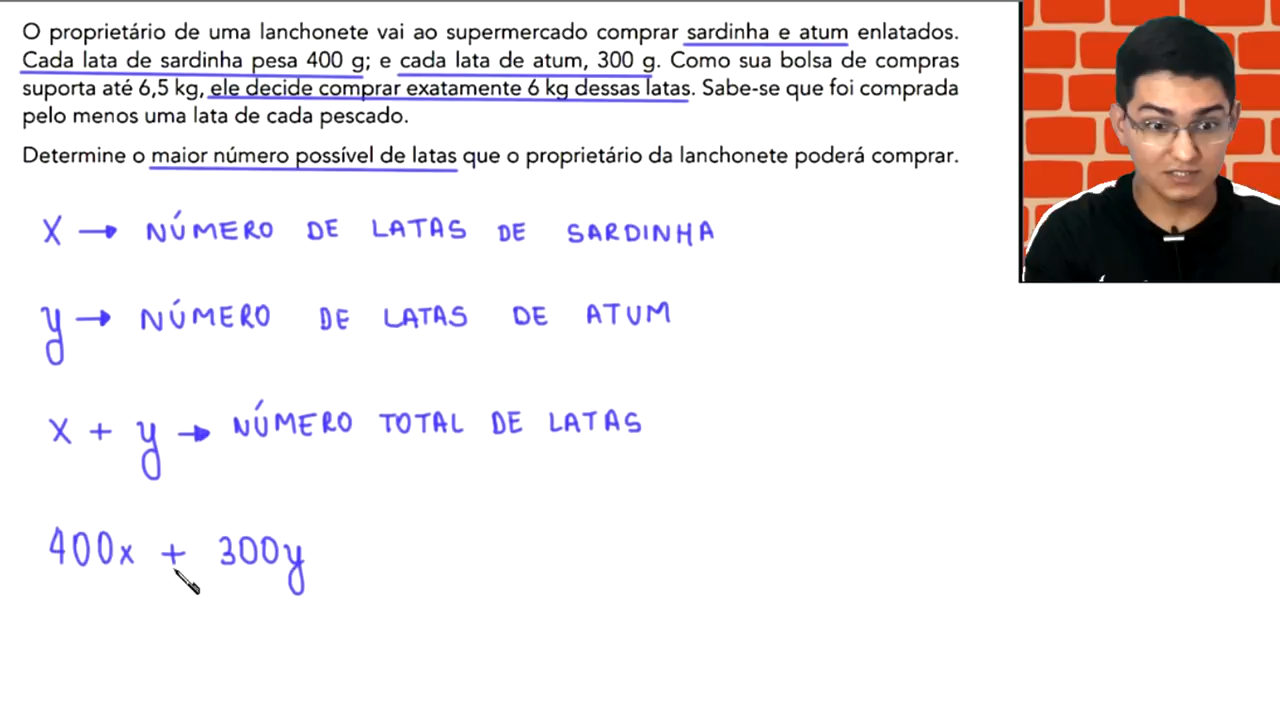 O proprietário de uma lanchonete vai ao supermercado comprar sardinha e atum enlatados.
Cada lata de sardinha pesa 400 g; e cada lata de atum, 300 g. Como sua bolsa de compras
suporta até 6,5 kg, ele decide comprar exatamente 6 kg dessas latas. Sabe-se que foi comprada
pelo menos uma lata de cada pescado.
Determine o maior número possível de latas que o proprietário da lanchonete poderá comprar.
X → NÚMERO DE LATAS DE SARDINHA
y → NÚMERO DE LATAS DE ATUM
X + y → NÚMERO TOTAL DE LATAS
400x + 300y